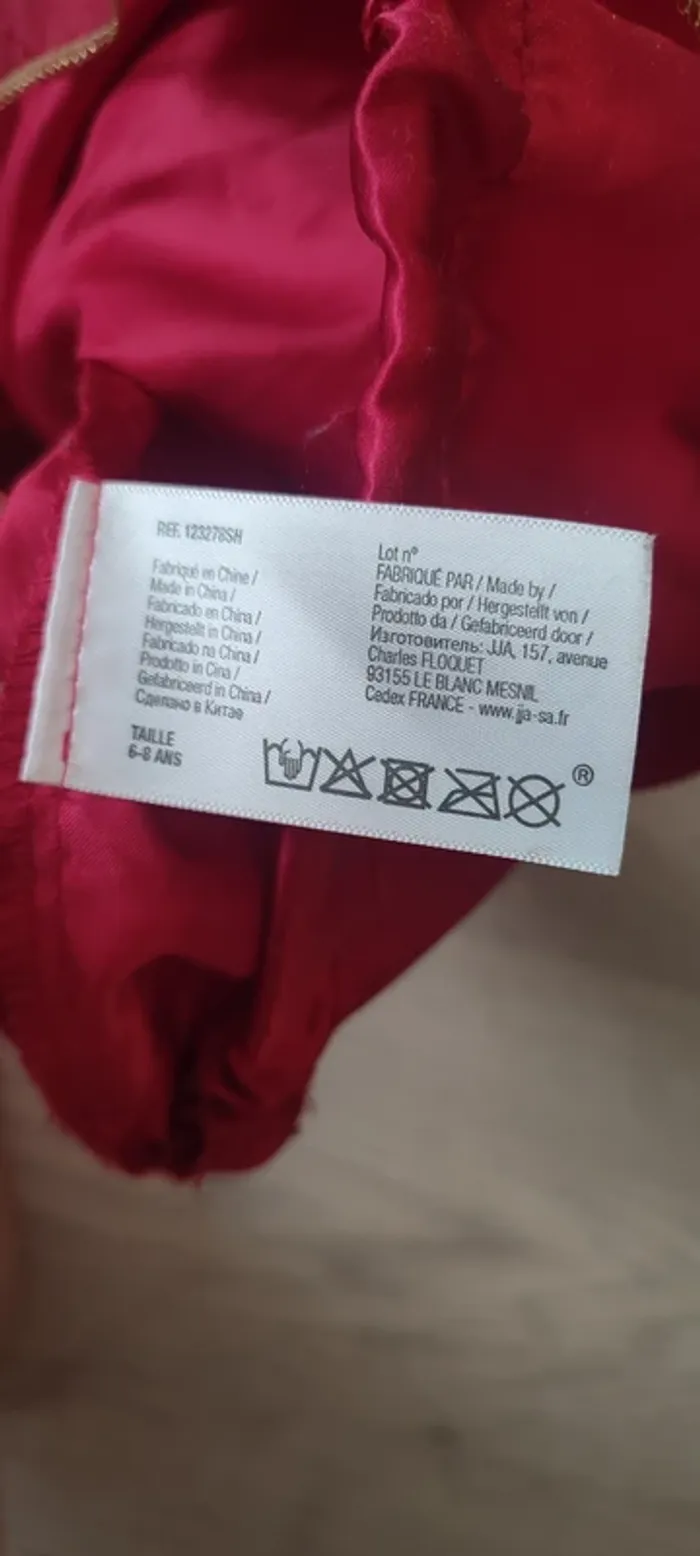 REF. 123278SH
Fabriqué en Chine /
Made in China /
Fabricado en China /
Hergestellt in China /
Fabricado na China /
Prodotto in Cina /
Gefabriceerd in China /
Сделано в Китае
TAILLE
6-8 ANS
Lot nº
FABRIQUÉ PAR / Made by /
Fabricado por / Hergestellt von /
Prodotto da / Gefabriceerd door /
Изготовитель: JJA, 157, avenue
Charles FLOQUET
93155 LE BLANC MESNIL
Cedex FRANCE - www.jja-sa.fr
®